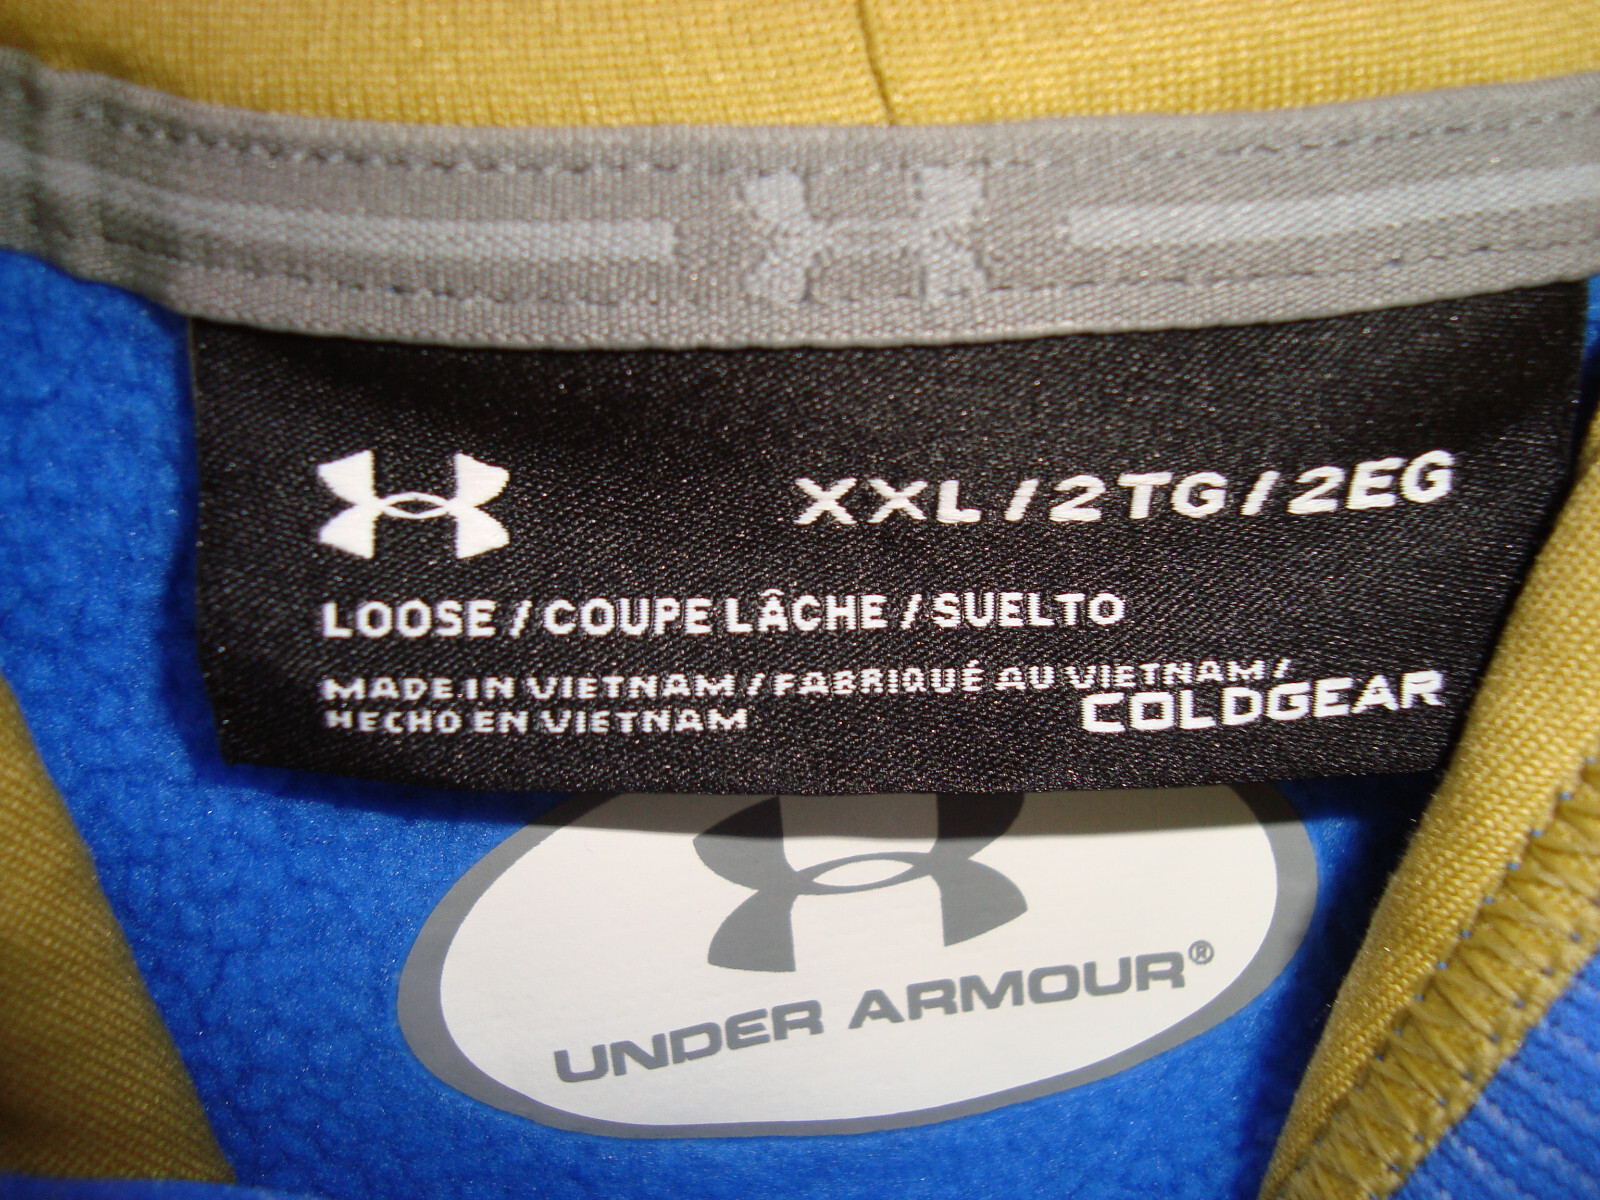 XXL / 2TG / 2EG
LOOSE / COUPE LÂCHE / SUELTO
MADE IN VIETNAM / FABRIQUÉ AU VIETNAM /
HECHO EN VIETNAM
COLDGEAR
UNDER ARMOUR®